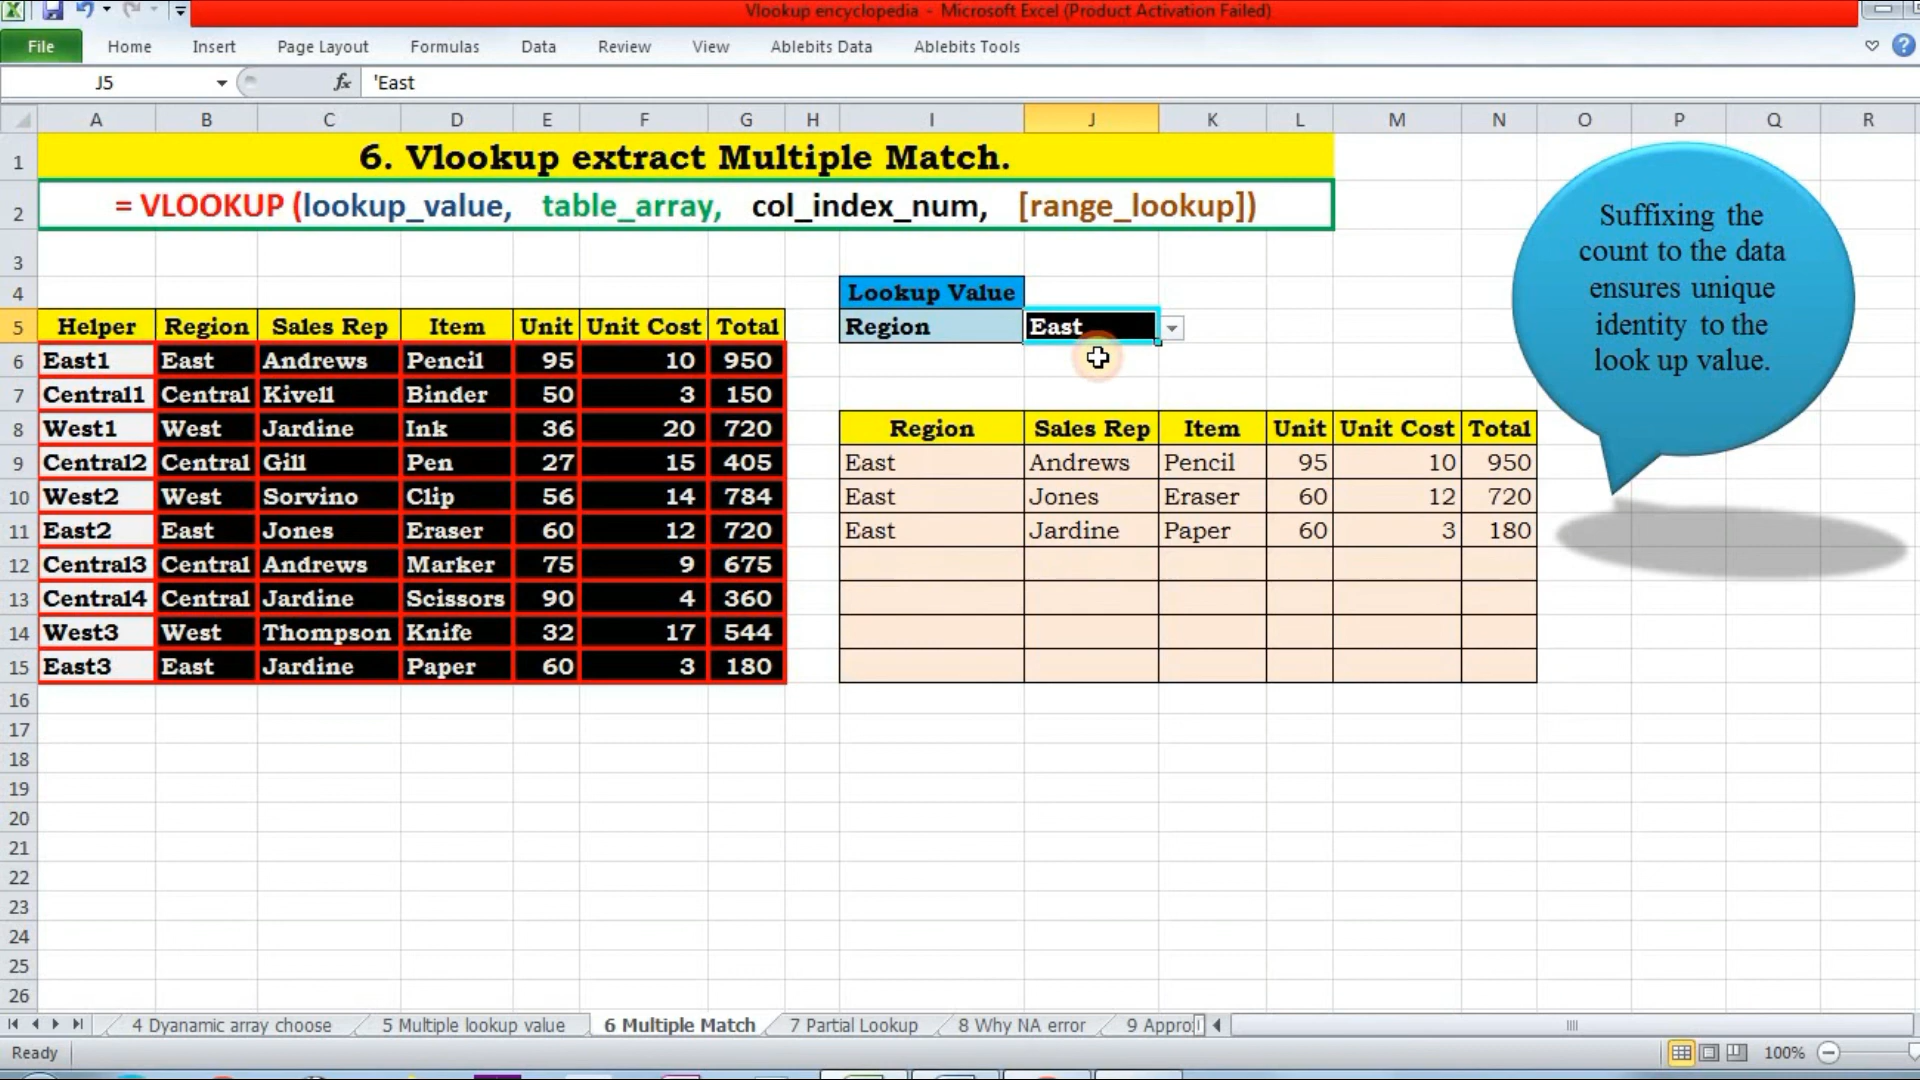 Vlookup encyclopedia - Microsoft Excel (Product Activation Failed)
File Home Insert Page Layout Formulas Data Review View Ablebits Data Ablebits Tools
J5 fx 'East
A B C D E F G H I J K L M N O P Q R
1 6. Vlookup extract Multiple Match.
2 = VLOOKUP (lookup_value, table_array, col_index_num, [range_lookup])
Suffixing the
count to the data
ensures unique
identity to the
look up value.
3
4 Lookup Value
5 Helper Region Sales Rep Item Unit Unit Cost Total Region East
6 East1 East Andrews Pencil 95 10 950
7 Central1 Central Kivell Binder 50 3 150
8 West1 West Jardine Ink 36 20 720 Region Sales Rep Item Unit Unit Cost Total
9 Central2 Central Gill Pen 27 15 405 East Andrews Pencil 95 10 950
10 West2 West Sorvino Clip 56 14 784 East Jones Eraser 60 12 720
11 East2 East Jones Eraser 60 12 720 East Jardine Paper 60 3 180
12 Central3 Central Andrews Marker 75 9 675
13 Central4 Central Jardine Scissors 90 4 360
14 West3 West Thompson Knife 32 17 544
15 East3 East Jardine Paper 60 3 180
16
17
18
19
20
21
22
23
24
25
26
4 Dyanamic array choose 5 Multiple lookup value 6 Multiple Match 7 Partial Lookup 8 Why NA error 9 Appro
Ready 100%